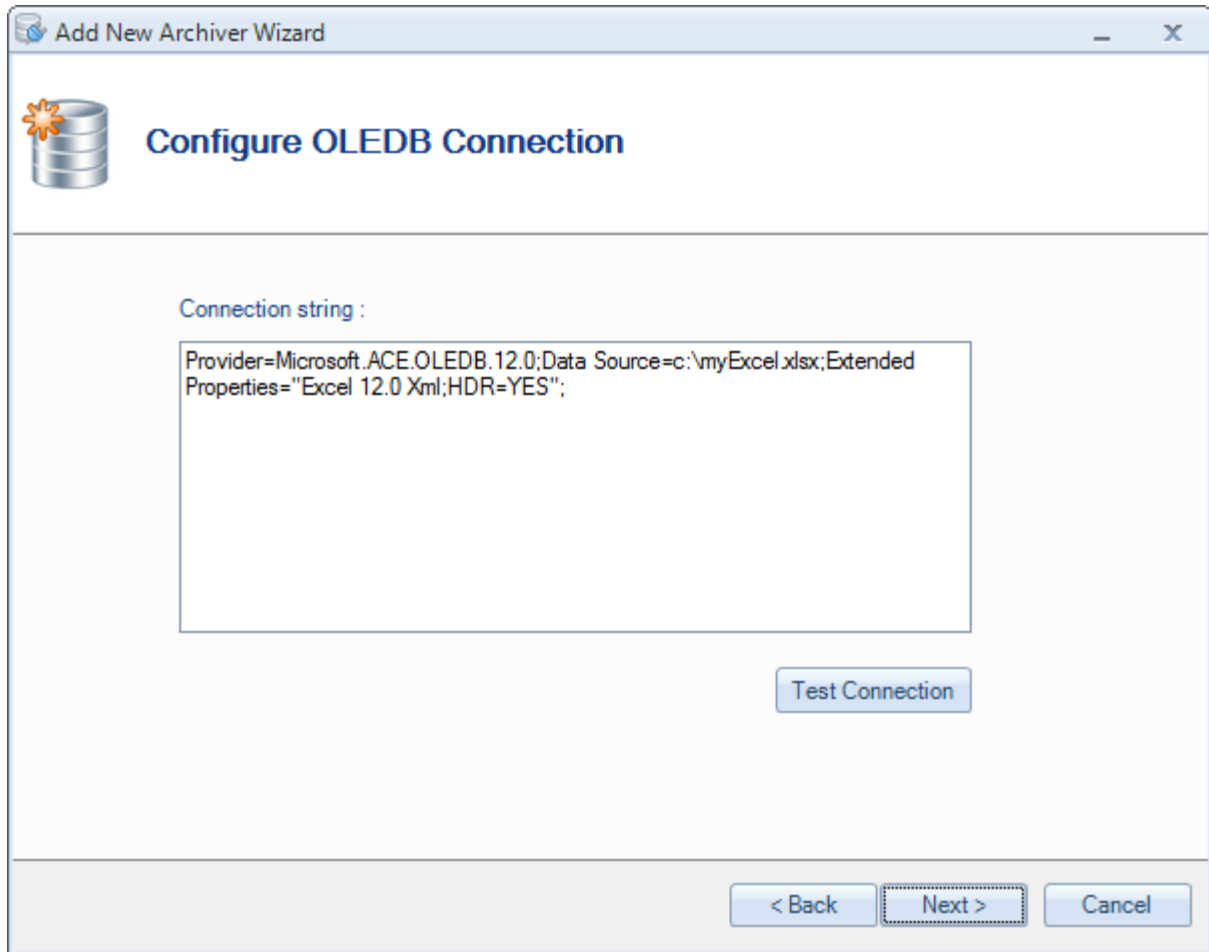 Add New Archiver Wizard
Configure OLEDB Connection
Connection string :
Provider=Microsoft.ACE.OLEDB.12.0;Data Source=c:\myExcel.xlsx;Extended
Properties="Excel 12.0 Xml;HDR=YES";
Test Connection
< Back
Next >
Cancel